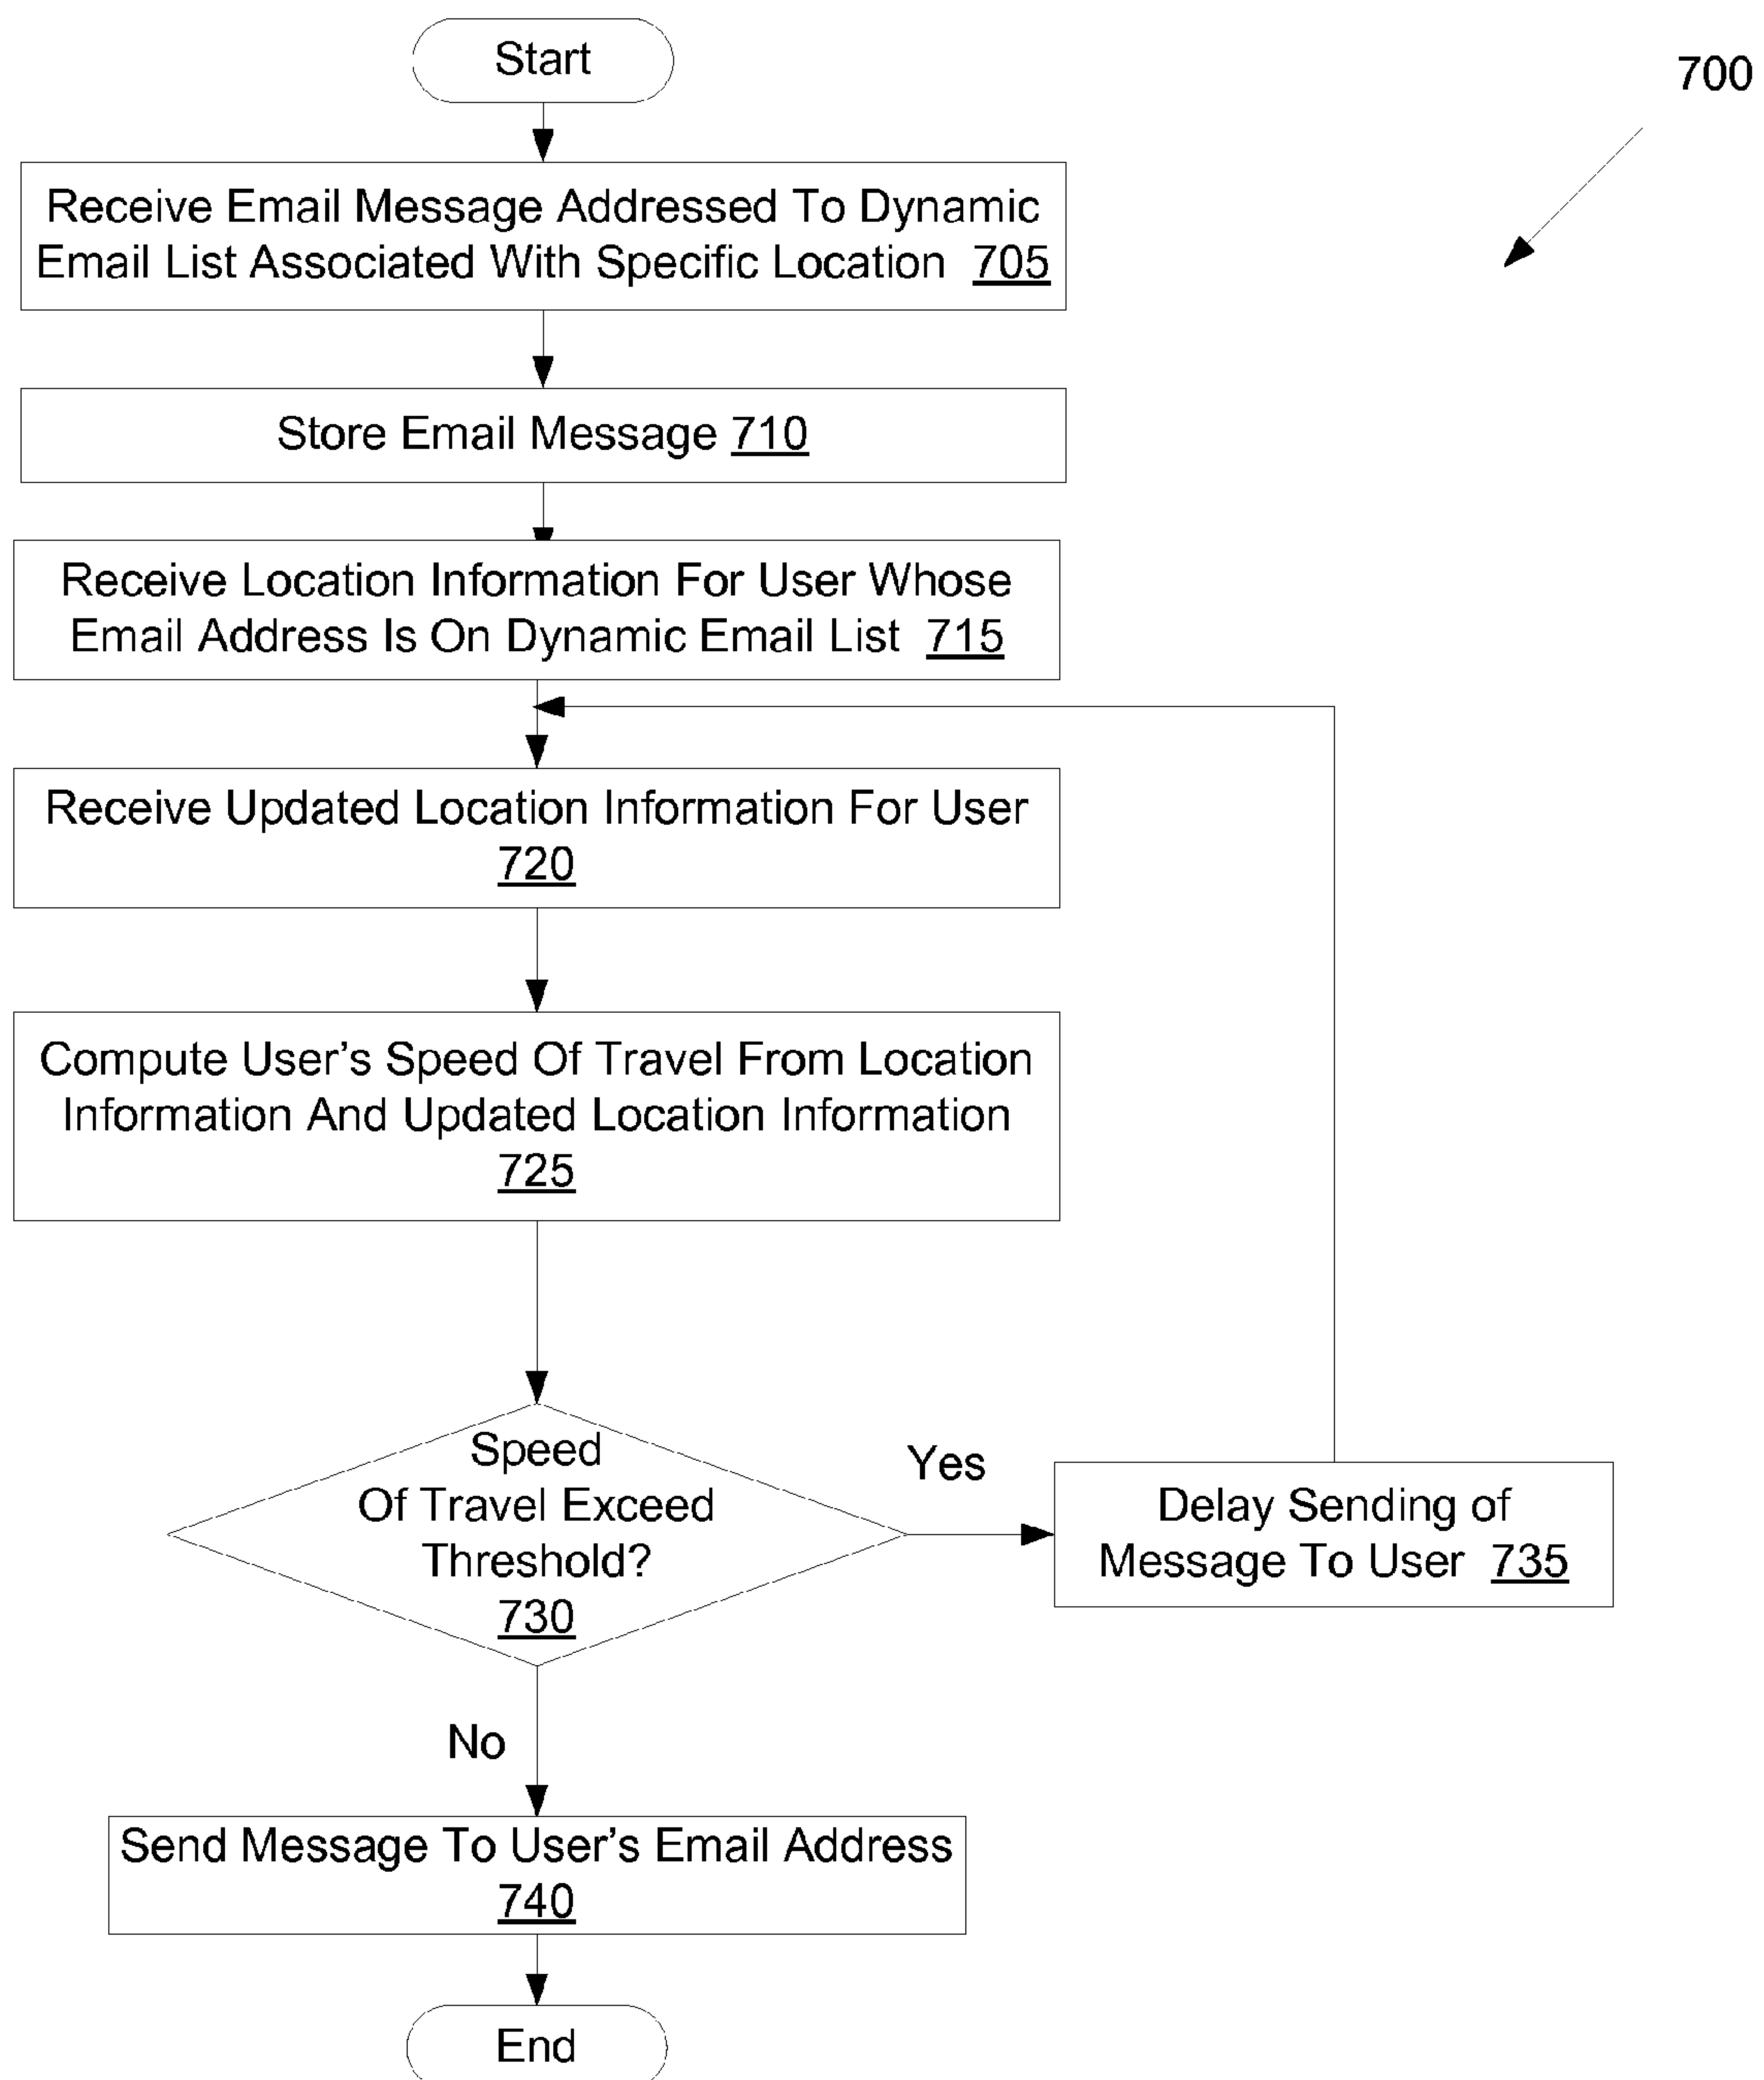 Start
700
Receive Email Message Addressed To Dynamic
Email List Associated With Specific Location 705
Store Email Message 710
Receive Location Information For User Whose
Email Address Is On Dynamic Email List 715
Receive Updated Location Information For User
720
Compute User's Speed Of Travel From Location
Information And Updated Location Information
725
Speed
Of Travel Exceed
Threshold?
730
Yes
Delay Sending of
Message To User 735
No
Send Message To User's Email Address
740
End